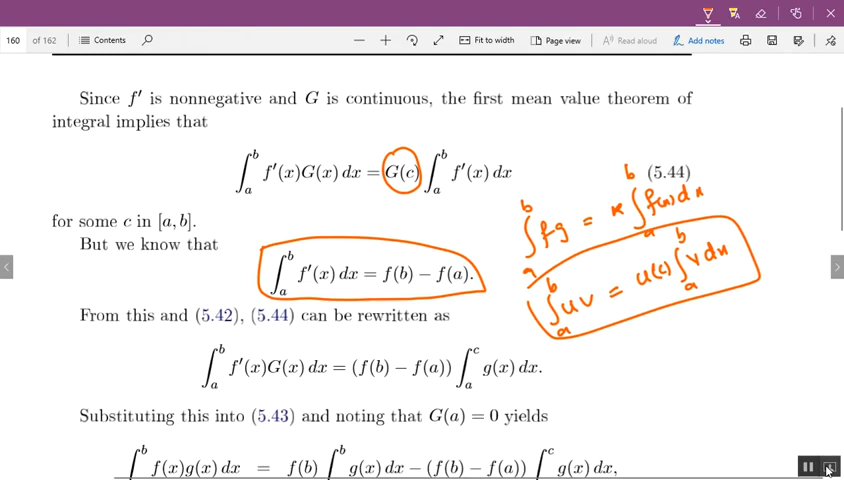 160 of 162 Contents Fit to width Page view Read aloud Add notes
Since f′ is nonnegative and G is continuous, the first mean value theorem of
integral implies that
∫_a^b f′(x)G(x) dx = G(c) ∫_a^b f′(x) dx (5.44)
∫_a^b fg = k ∫_a^b f(x) dx
for some c in [a, b].
But we know that
∫_a^b f′(x) dx = f(b) − f(a).
∫_a^b uv = u(c) ∫_a^b v dx
From this and (5.42), (5.44) can be rewritten as
∫_a^b f′(x)G(x) dx = (f(b) − f(a)) ∫_a^c g(x) dx.
Substituting this into (5.43) and noting that G(a) = 0 yields
∫_a^b f(x)g(x) dx = f(b) ∫_a^b g(x) dx − (f(b) − f(a)) ∫_a^c g(x) dx,